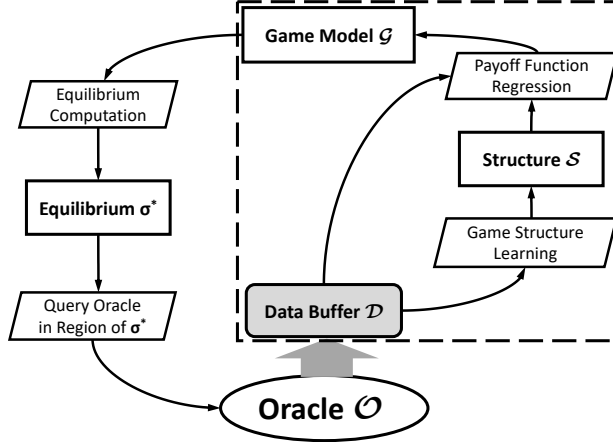 Game Model 𝒢
Payoff Function
Regression
Equilibrium
Computation
Structure 𝒮
Equilibrium σ*
Game Structure
Learning
Query Oracle
in Region of σ*
Data Buffer 𝒟
Oracle 𝒪